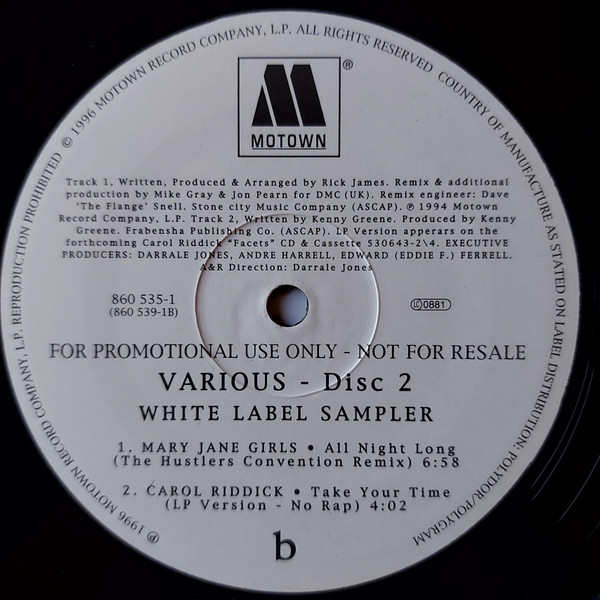 MOTOWN
®
Track 1, Written, Produced & Arranged by Rick James. Remix & additional
production by Mike Gray & Jon Pearn for DMC (UK). Remix engineer: Dave
'The Flange' Snell. Stone city Music Company (ASCAP). ℗ 1994 Motown
Record Company, L.P. Track 2, Written by Kenny Greene. Produced by Kenny
Greene. Frabensha Publishing Co. (ASCAP). LP Version apperars on the
forthcoming Carol Riddick "Facets" CD & Cassette 530643-2\4. EXECUTIVE
PRODUCERS: DARRALE JONES, ANDRE HARRELL, EDWARD (EDDIE F.) FERRELL.
A&R Direction: Darrale Jones
860 535-1
(860 539-1B)
LC 0881
FOR PROMOTIONAL USE ONLY - NOT FOR RESALE
VARIOUS - Disc 2
WHITE LABEL SAMPLER
1. MARY JANE GIRLS • All Night Long
(The Hustlers Convention Remix) 6:58
2. CAROL RIDDICK • Take Your Time
(LP Version - No Rap) 4:02
b
℗ 1996 MOTOWN RECORD COMPANY, L.P. REPRODUCTION PROHIBITED © 1996 MOTOWN RECORD COMPANY, L.P. ALL RIGHTS RESERVED COUNTRY OF MANUFACTURE AS STATED ON LABEL DISTRIBUTION: POLYDOR/POLYGRAM